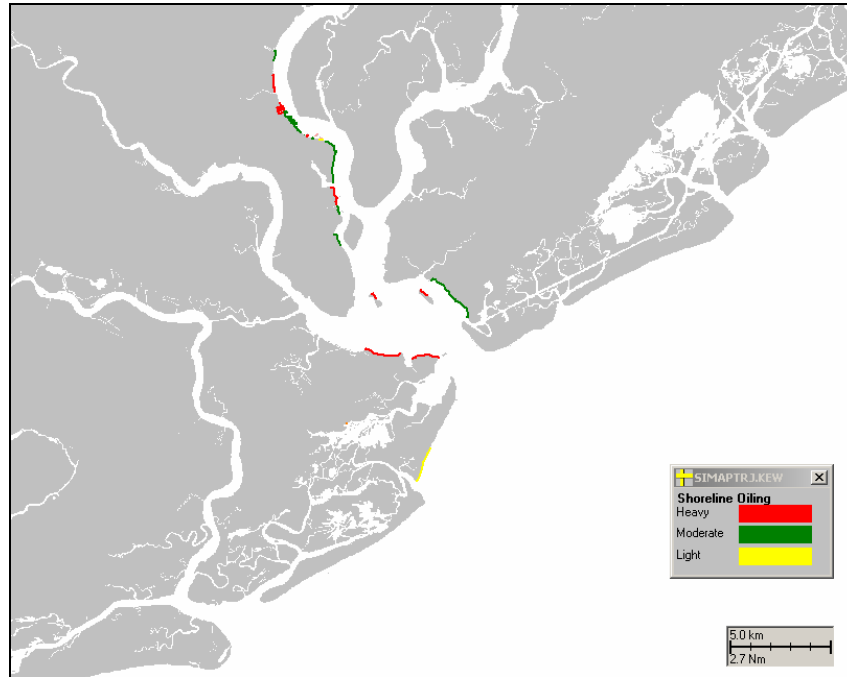 SIMAPTRJ.KEW
Shoreline Oiling
Heavy
Moderate
Light
5.0 km
2.7 Nm